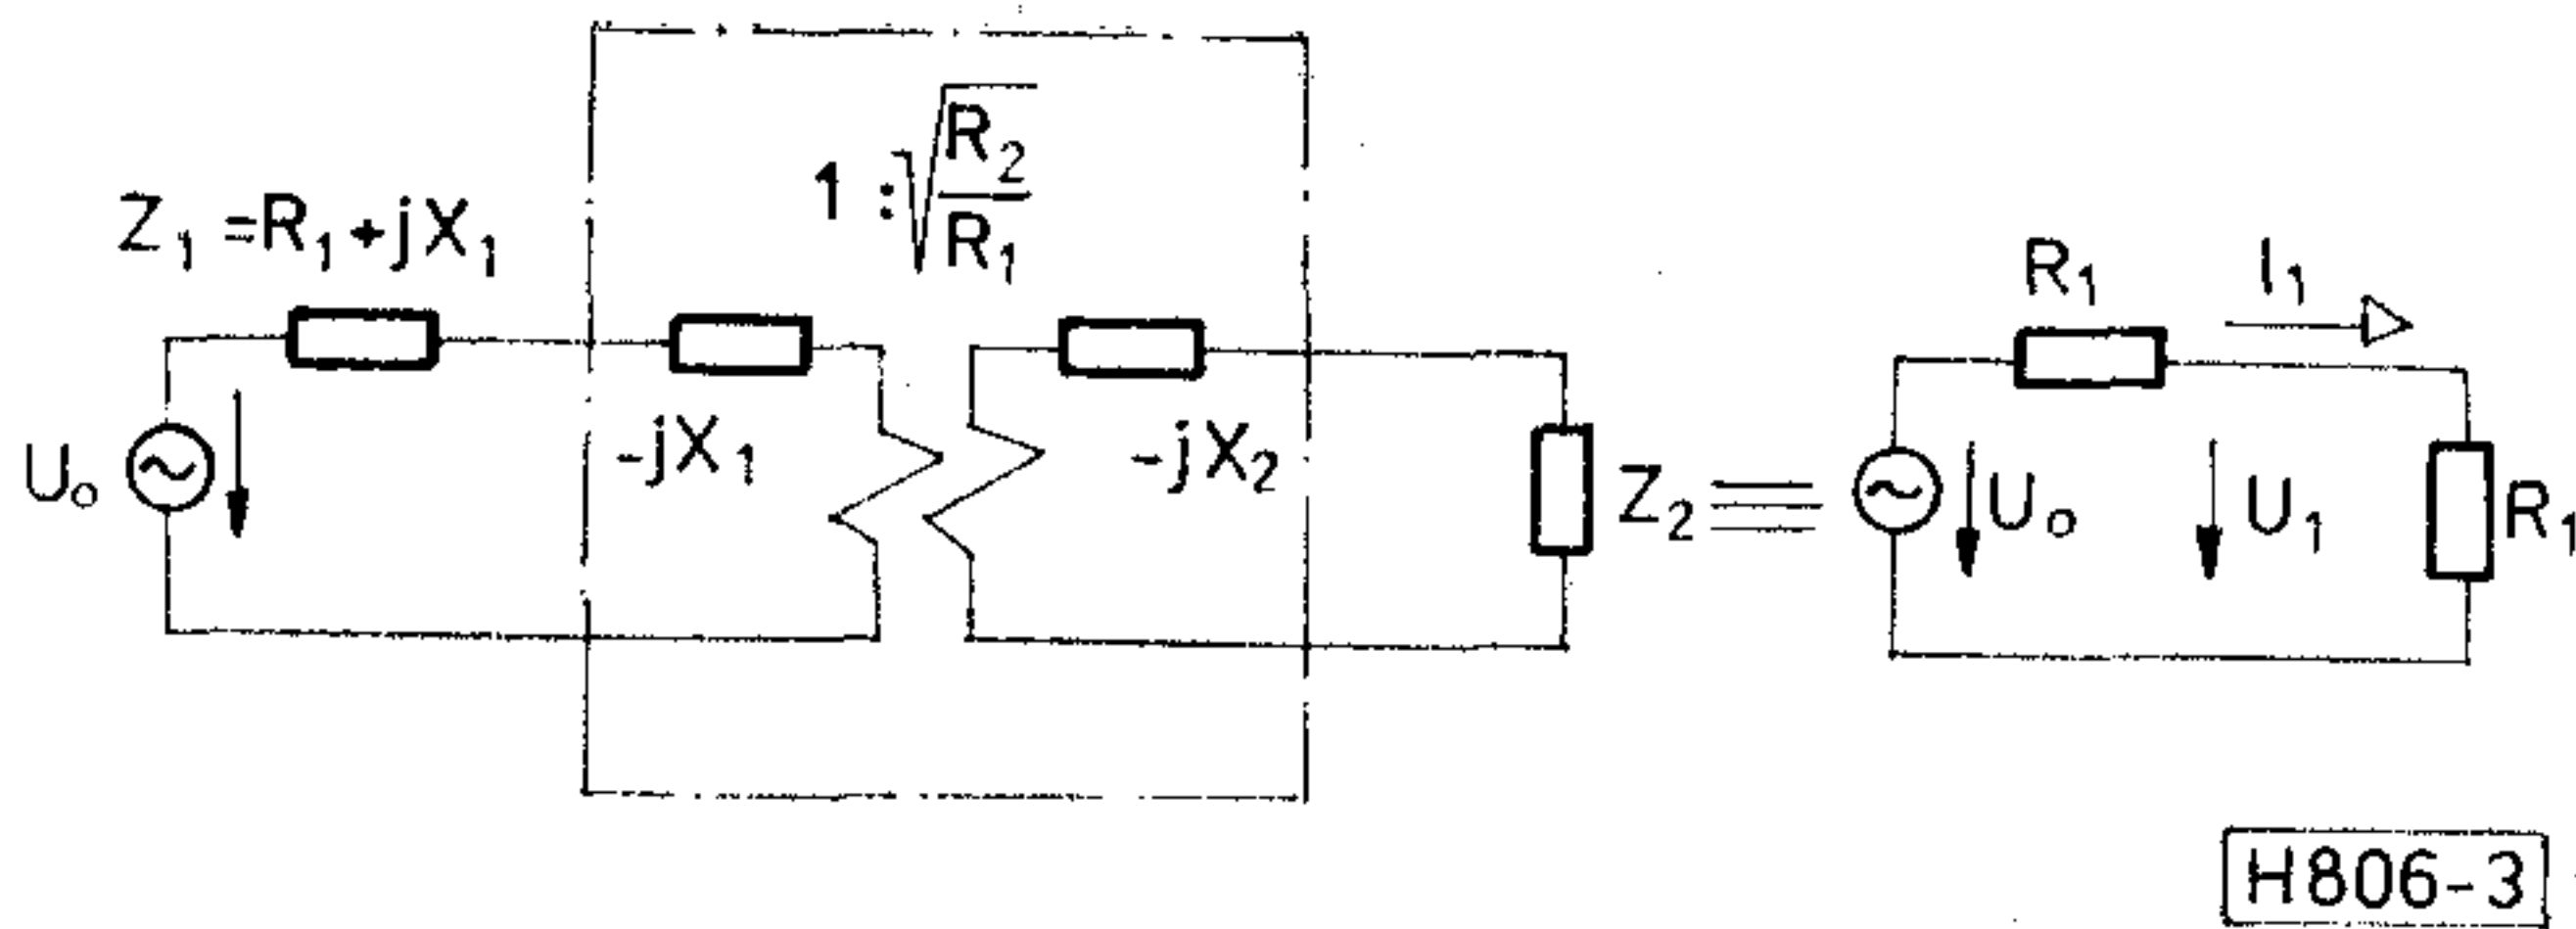 Z₁ = R₁ + jX₁
1 : √(R₂/R₁)
U₀
-jX₁
-jX₂
Z₂
≡
U₀
R₁
I₁
U₁
R₁
H806-3